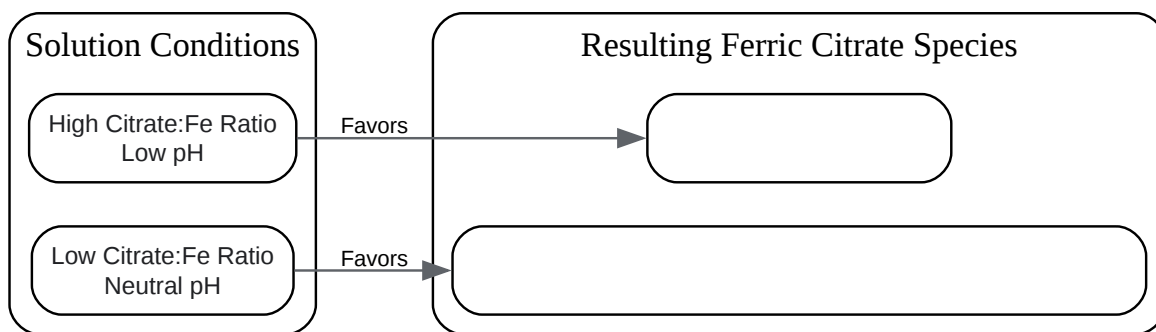 Solution Conditions
Resulting Ferric Citrate Species
High Citrate:Fe Ratio
Low pH
Favors
Low Citrate:Fe Ratio
Neutral pH
Favors